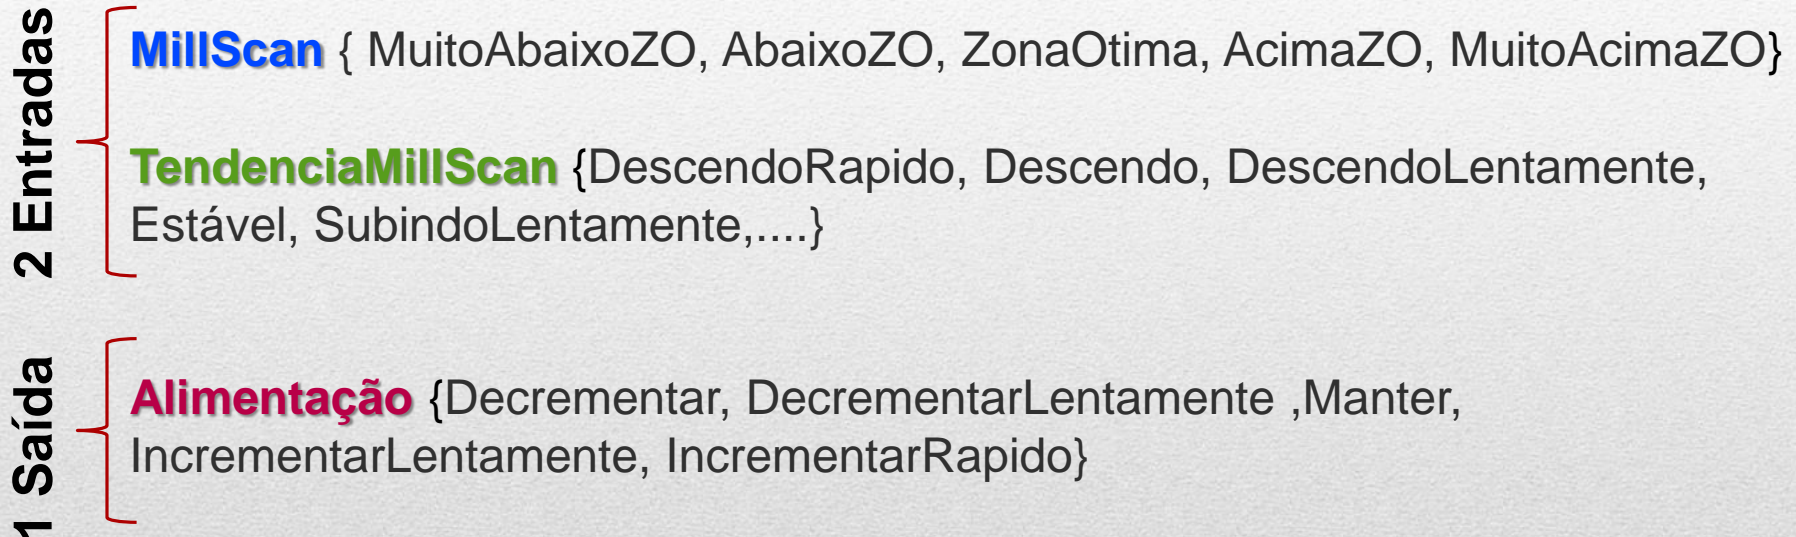 2 Entradas
MillScan { MuitoAbaixoZO, AbaixoZO, ZonaOtima, AcimaZO, MuitoAcimaZO}
TendenciaMillScan {DescendoRapido, Descendo, DescendoLentamente,
Estável, SubindoLentamente,....}
1 Saída
Alimentação {Decrementar, DecrementarLentamente ,Manter,
IncrementarLentamente, IncrementarRapido}